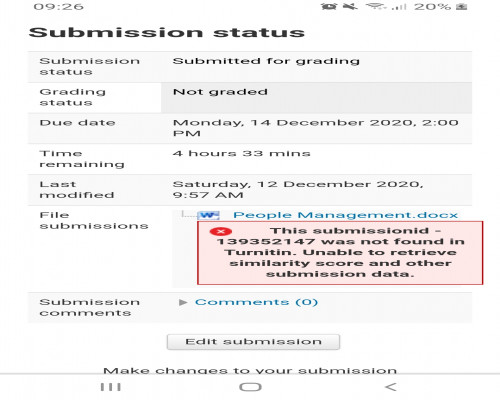 09:26 20%
Submission status
Submission status Submitted for grading
Grading status Not graded
Due date Monday, 14 December 2020, 2:00 PM
Time remaining 4 hours 33 mins
Last modified Saturday, 12 December 2020, 9:57 AM
File submissions People Management.docx
This submissionid -
139352147 was not found in
Turnitin. Unable to retrieve
similarity score and other
submission data.
Submission comments Comments (0)
Edit submission
Make changes to your submission